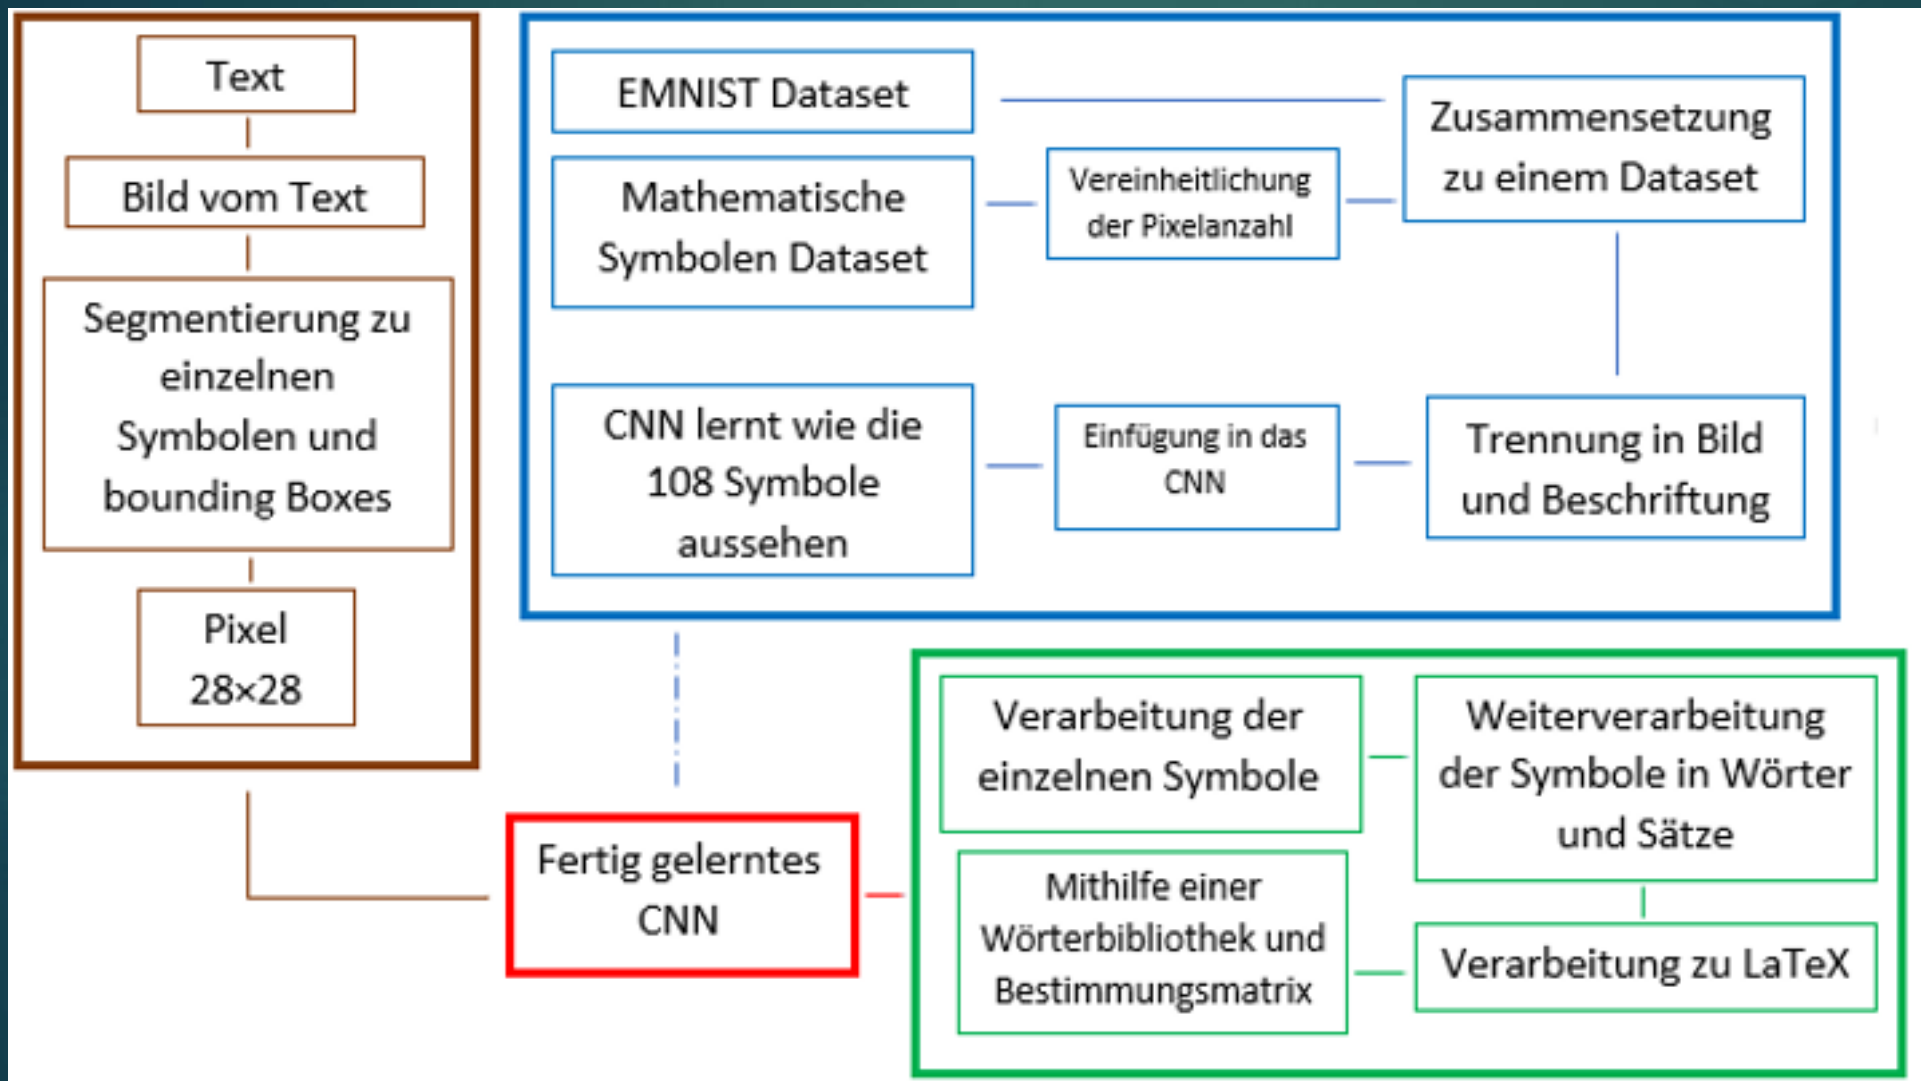 Text
Bild vom Text
Segmentierung zu
einzelnen
Symbolen und
bounding Boxes
Pixel
28×28
EMNIST Dataset
Mathematische
Symbolen Dataset
Vereinheitlichung
der Pixelanzahl
Zusammensetzung
zu einem Dataset
Trennung in Bild
und Beschriftung
Einfügung in das
CNN
CNN lernt wie die
108 Symbole
aussehen
Fertig gelerntes
CNN
Verarbeitung der
einzelnen Symbole
Weiterverarbeitung
der Symbole in Wörter
und Sätze
Verarbeitung zu LaTeX
Mithilfe einer
Wörterbibliothek und
Bestimmungsmatrix